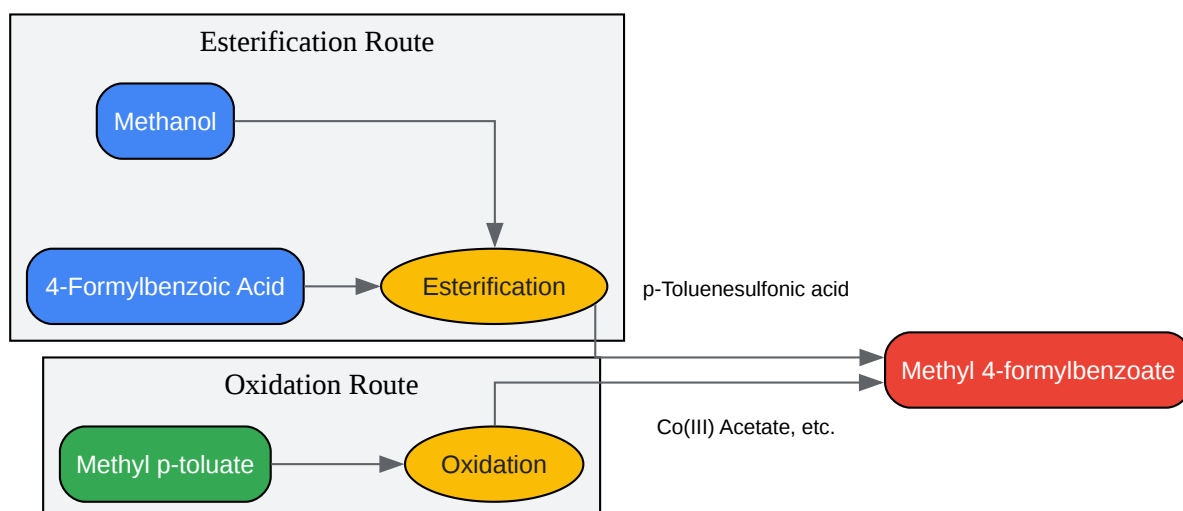 Esterification Route
Methanol
4-Formylbenzoic Acid
Esterification
p-Toluenesulfonic acid
Methyl 4-formylbenzoate
Oxidation Route
Co(III) Acetate, etc.
Methyl p-toluate
Oxidation